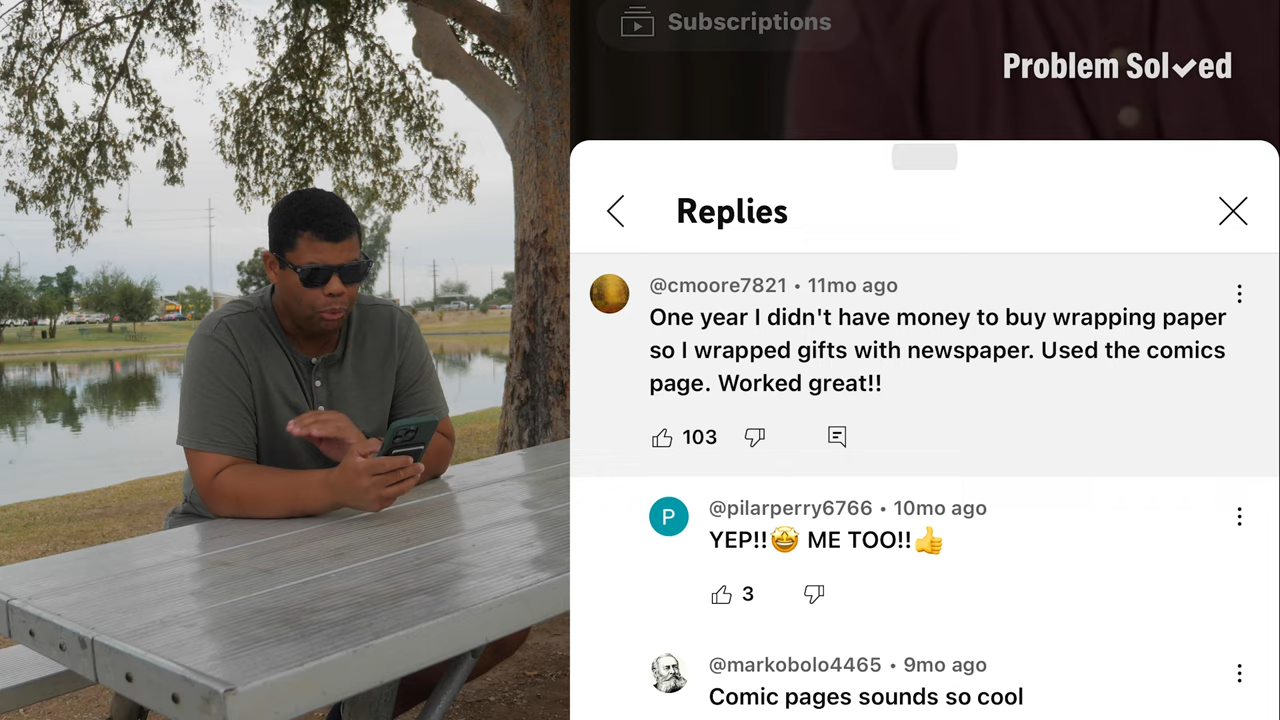 Subscriptions
Problem Solved
Replies
@cmoore7821 • 11mo ago
One year I didn't have money to buy wrapping paper
so I wrapped gifts with newspaper. Used the comics
page. Worked great!!
103
P
@pilarperry6766 • 10mo ago
YEP!!🤩 ME TOO!!👍
3
@markobolo4465 • 9mo ago
Comic pages sounds so cool